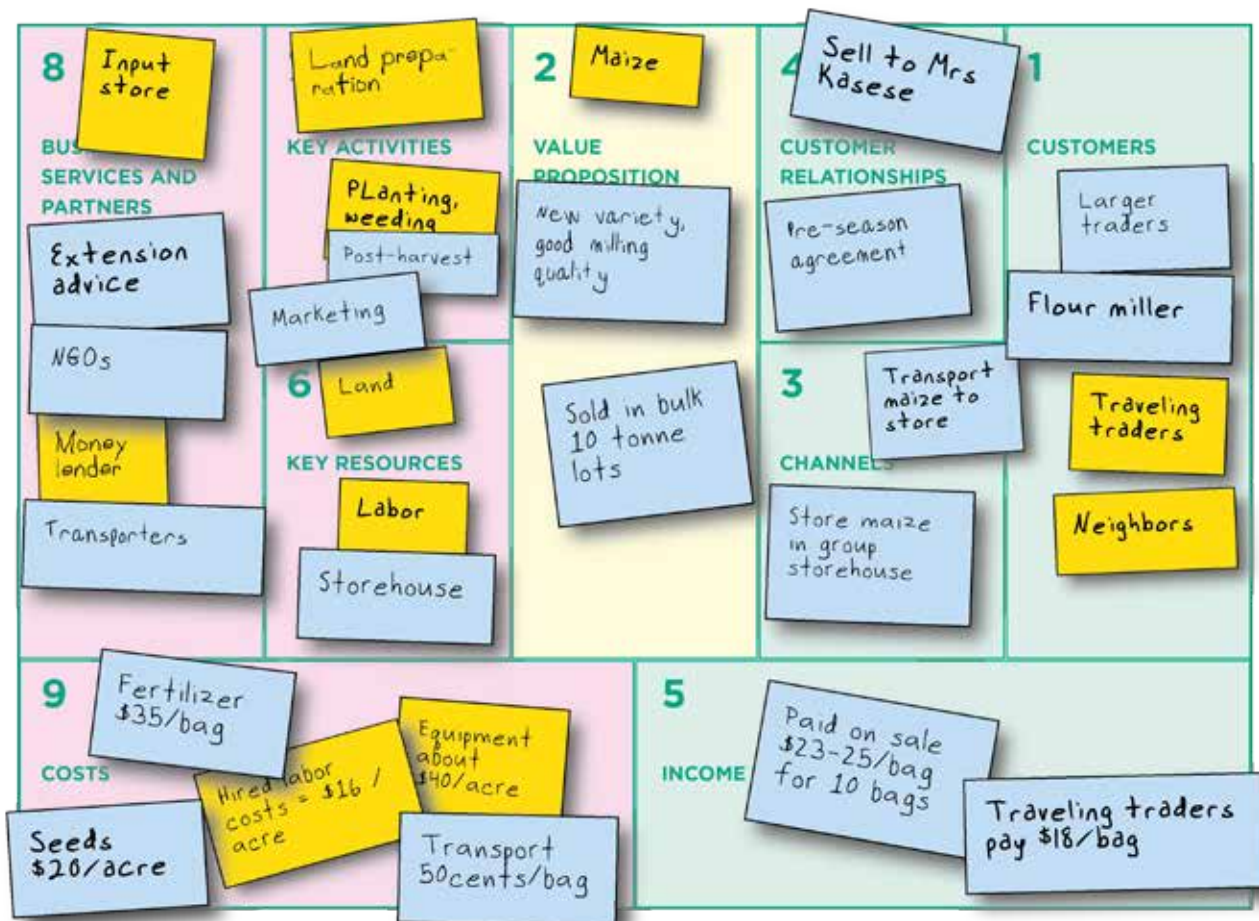 8
Input
store
BUS
SERVICES AND
PARTNERS
Extension
advice
NGOs
Money
lender
Transporters
Land prepa-
ration
KEY ACTIVITIES
PLanting,
weeding
Post-harvest
Marketing
6
Land
KEY RESOURCES
Labor
Storehouse
2
Maize
VALUE
PROPOSITION
New variety,
good milling
quality
Sold in bulk
10 tonne
lots
4
Sell to Mrs
Kasese
CUSTOMER
RELATIONSHIPS
Pre-season
agreement
3
Transport
maize to
store
CHANNELS
Store maize
in group
storehouse
1
CUSTOMERS
Larger
traders
Flour miller
Traveling
traders
Neighbors
9
Fertilizer
$35/bag
COSTS
Seeds
$20/acre
Hired labor
costs = $16 /
acre
Equipment
about
$40/acre
Transport
50cents/bag
5
INCOME
Paid on sale
$23-25/bag
for 10 bags
Traveling traders
pay $18/bag